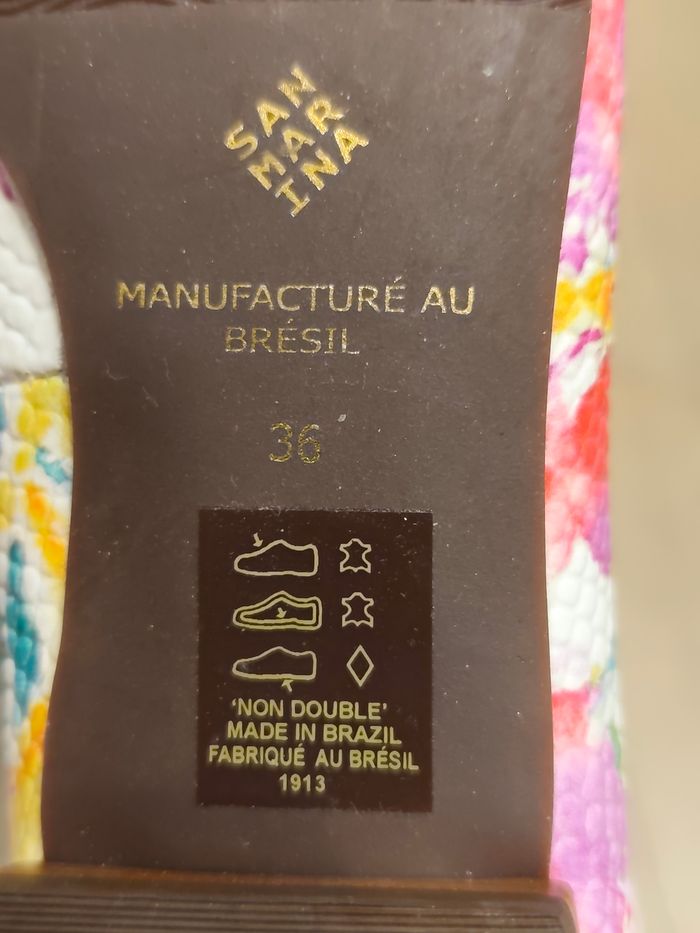 SAN
MAR
INA
MANUFACTURÉ AU
BRÉSIL
36
'NON DOUBLE'
MADE IN BRAZIL
FABRIQUÉ AU BRÉSIL
1913